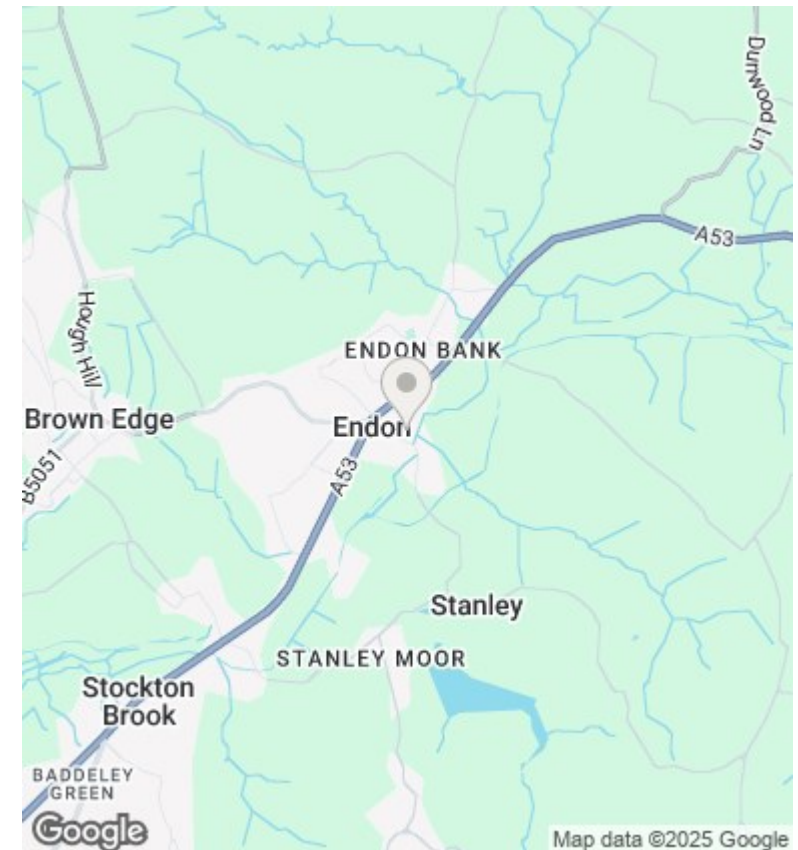 Durnwood Ln
A53
Hough Hill
ENDON BANK
Brown Edge
Endon
B5051
A53
Stanley
STANLEY MOOR
Stockton
Brook
BADDELEY
GREEN
Google
Map data ©2025 Google